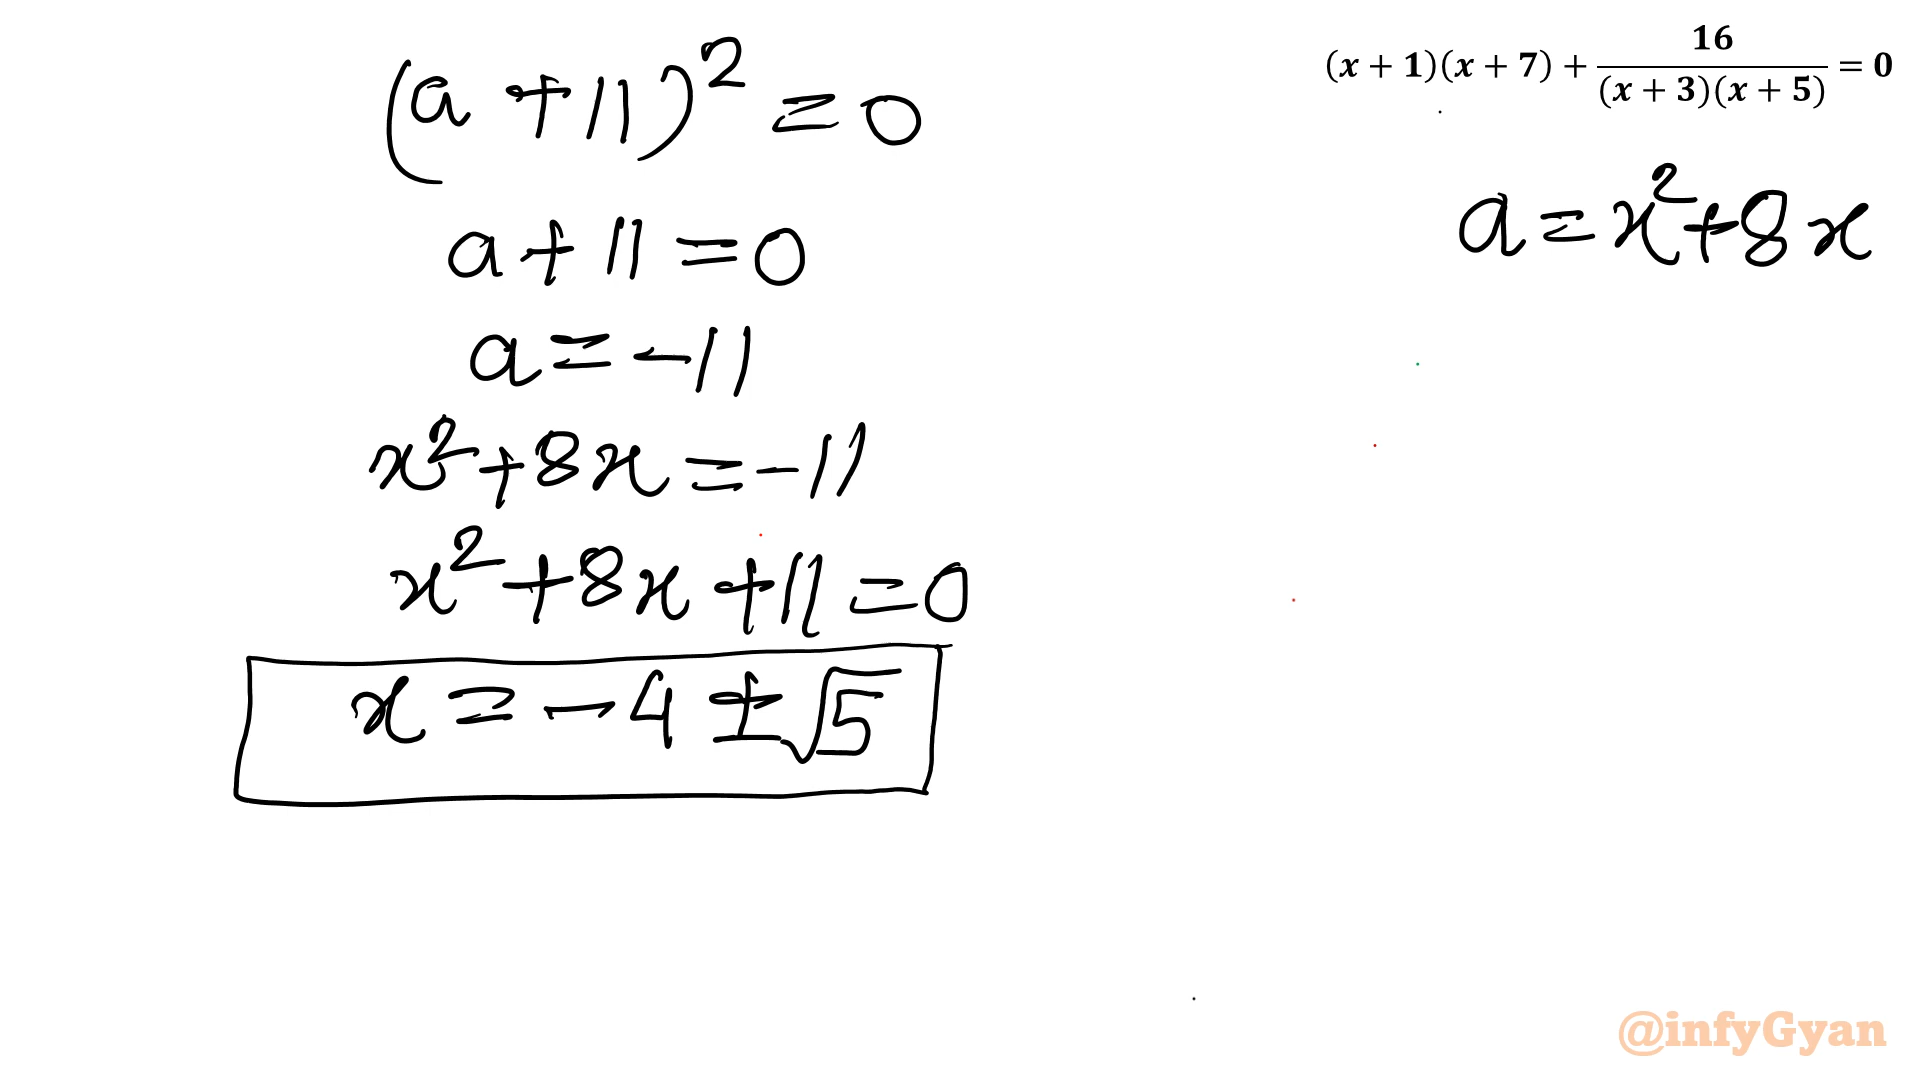 (x + 1)(x + 7) + 16/((x + 3)(x + 5)) = 0
a = x² + 8x
(a + 11)² = 0
a + 11 = 0
a = -11
x² + 8x = -11
x² + 8x + 11 = 0
x = -4 ± √5
@infyGyan